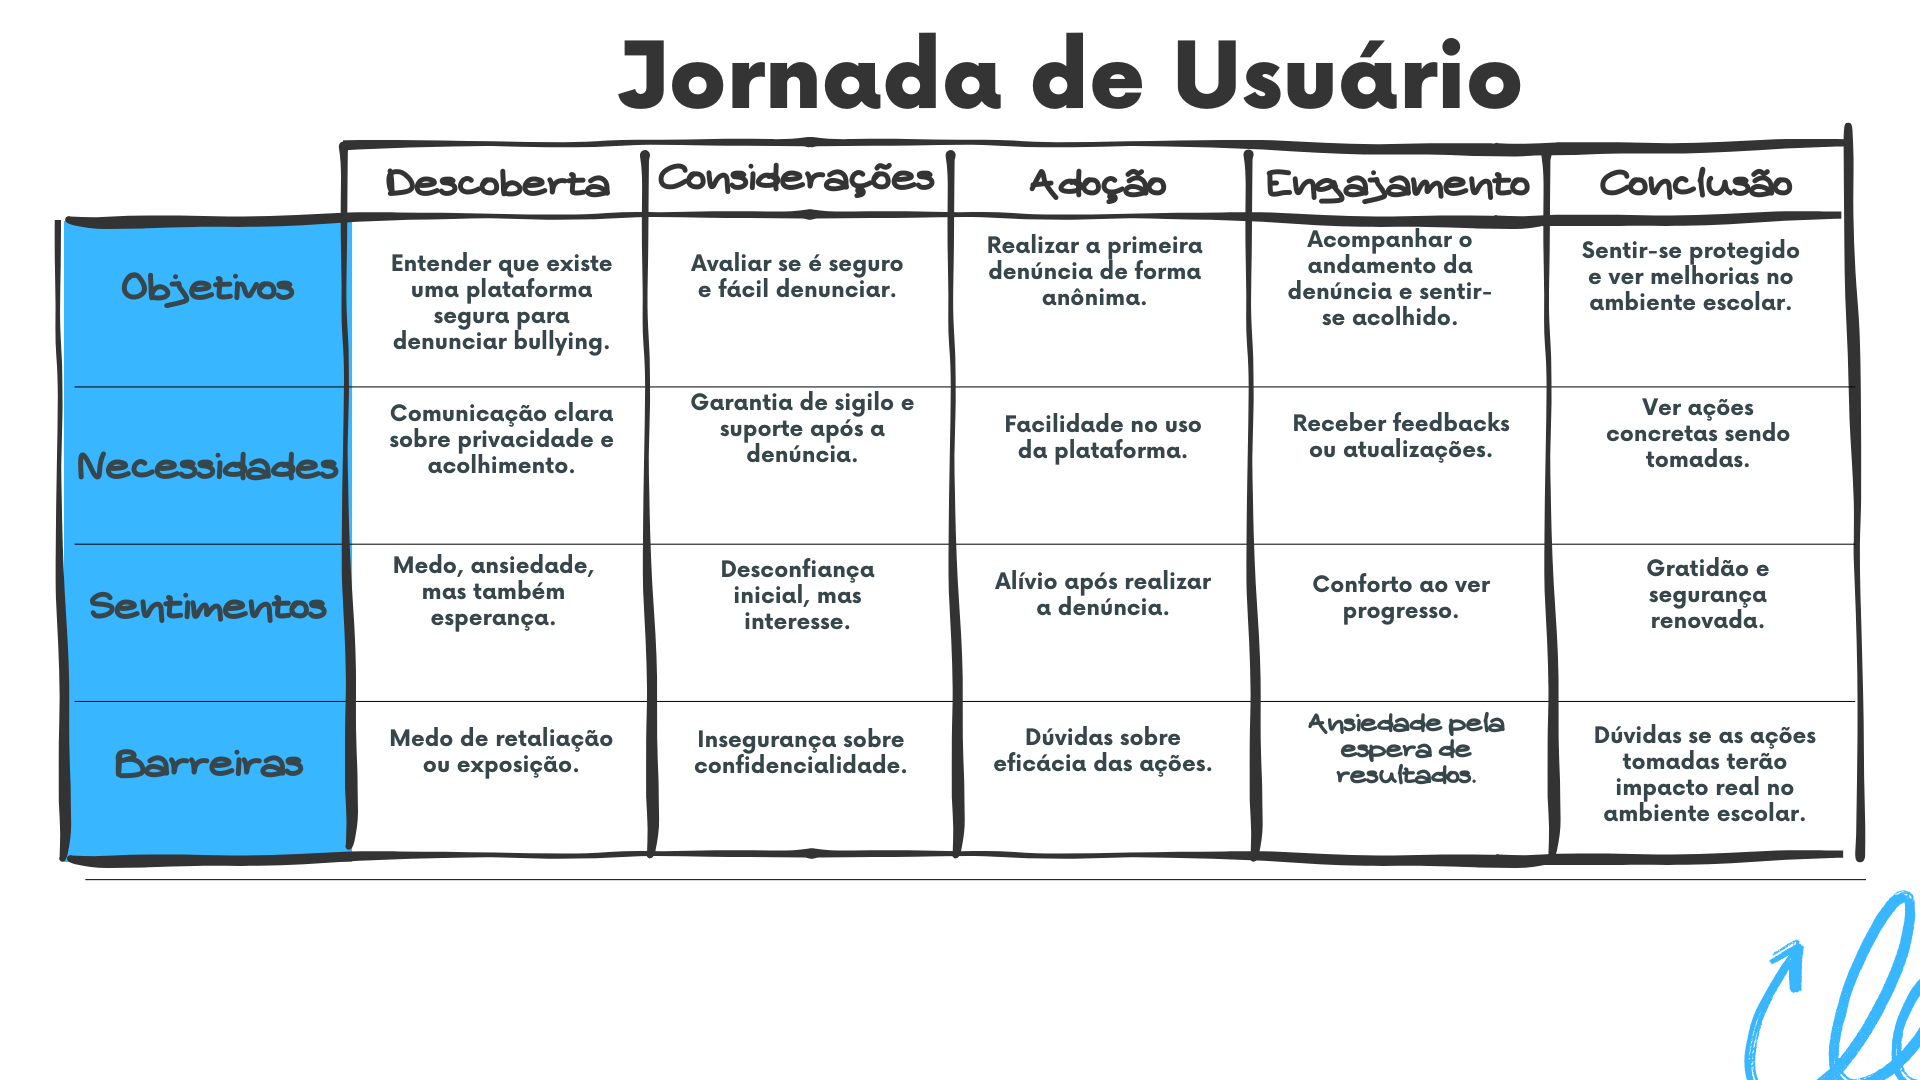 Jornada de Usuário
Descoberta
Considerações
Adoção
Engajamento
Conclusão
Objetivos
Entender que existe
uma plataforma
segura para
denunciar bullying.
Avaliar se é seguro
e fácil denunciar.
Realizar a primeira
denúncia de forma
anônima.
Acompanhar o
andamento da
denúncia e sentir-
se acolhido.
Sentir-se protegido
e ver melhorias no
ambiente escolar.
Necessidades
Comunicação clara
sobre privacidade e
acolhimento.
Garantia de sigilo e
suporte após a
denúncia.
Facilidade no uso
da plataforma.
Receber feedbacks
ou atualizações.
Ver ações
concretas sendo
tomadas.
Sentimentos
Medo, ansiedade,
mas também
esperança.
Desconfiança
inicial, mas
interesse.
Alívio após realizar
a denúncia.
Conforto ao ver
progresso.
Gratidão e
segurança
renovada.
Barreiras
Medo de retaliação
ou exposição.
Insegurança sobre
confidencialidade.
Dúvidas sobre
eficácia das ações.
Ansiedade pela
espera de
resultados.
Dúvidas se as ações
tomadas terão
impacto real no
ambiente escolar.